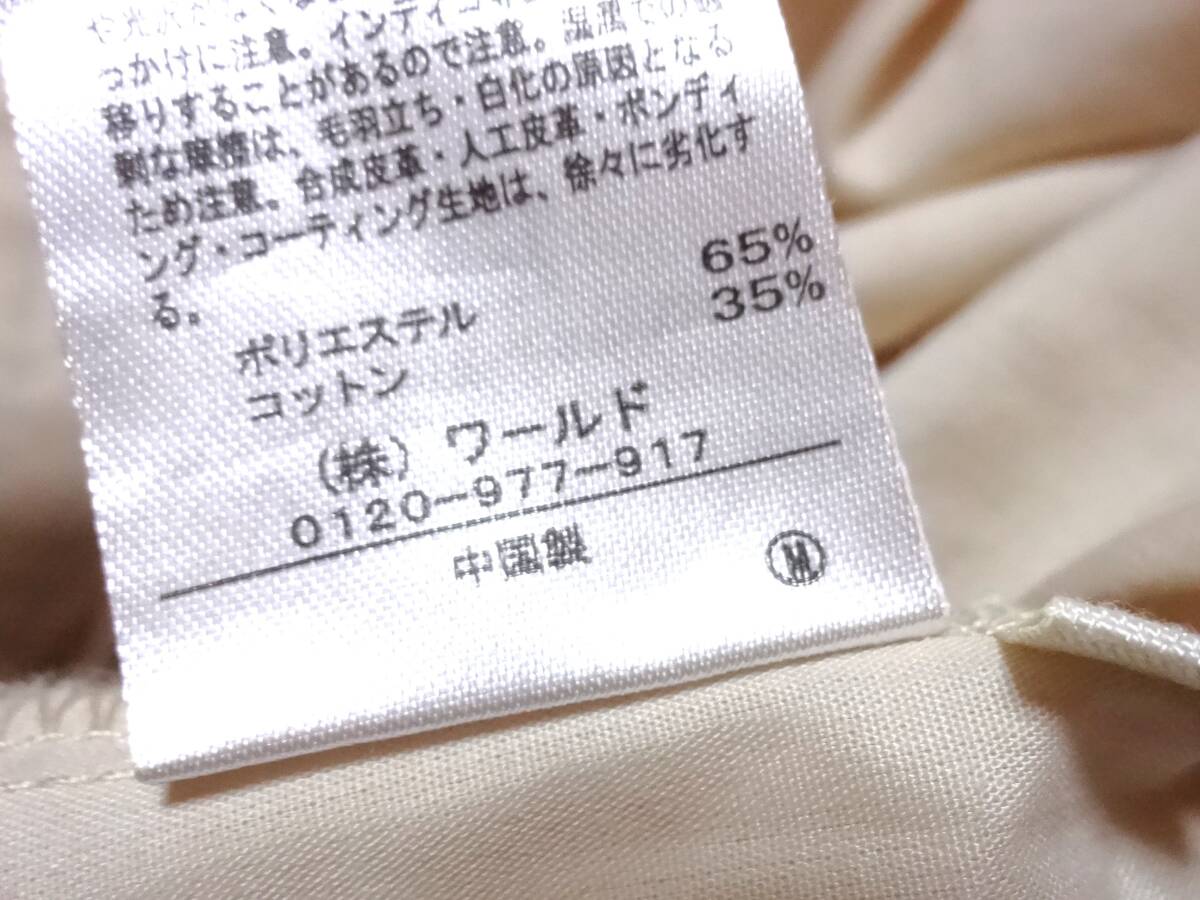 っかけに注意。インディゴ
移りすることがあるので注意。湿潤での過
剰な摩擦は、毛羽立ち・白化の原因となる
ため注意。合成皮革・人工皮革・ボンディ
ング・コーティング生地は、徐々に劣化す
る。
ポリエステル 65%
コットン 35%
(株) ワールド
0120-977-917
中国製 M